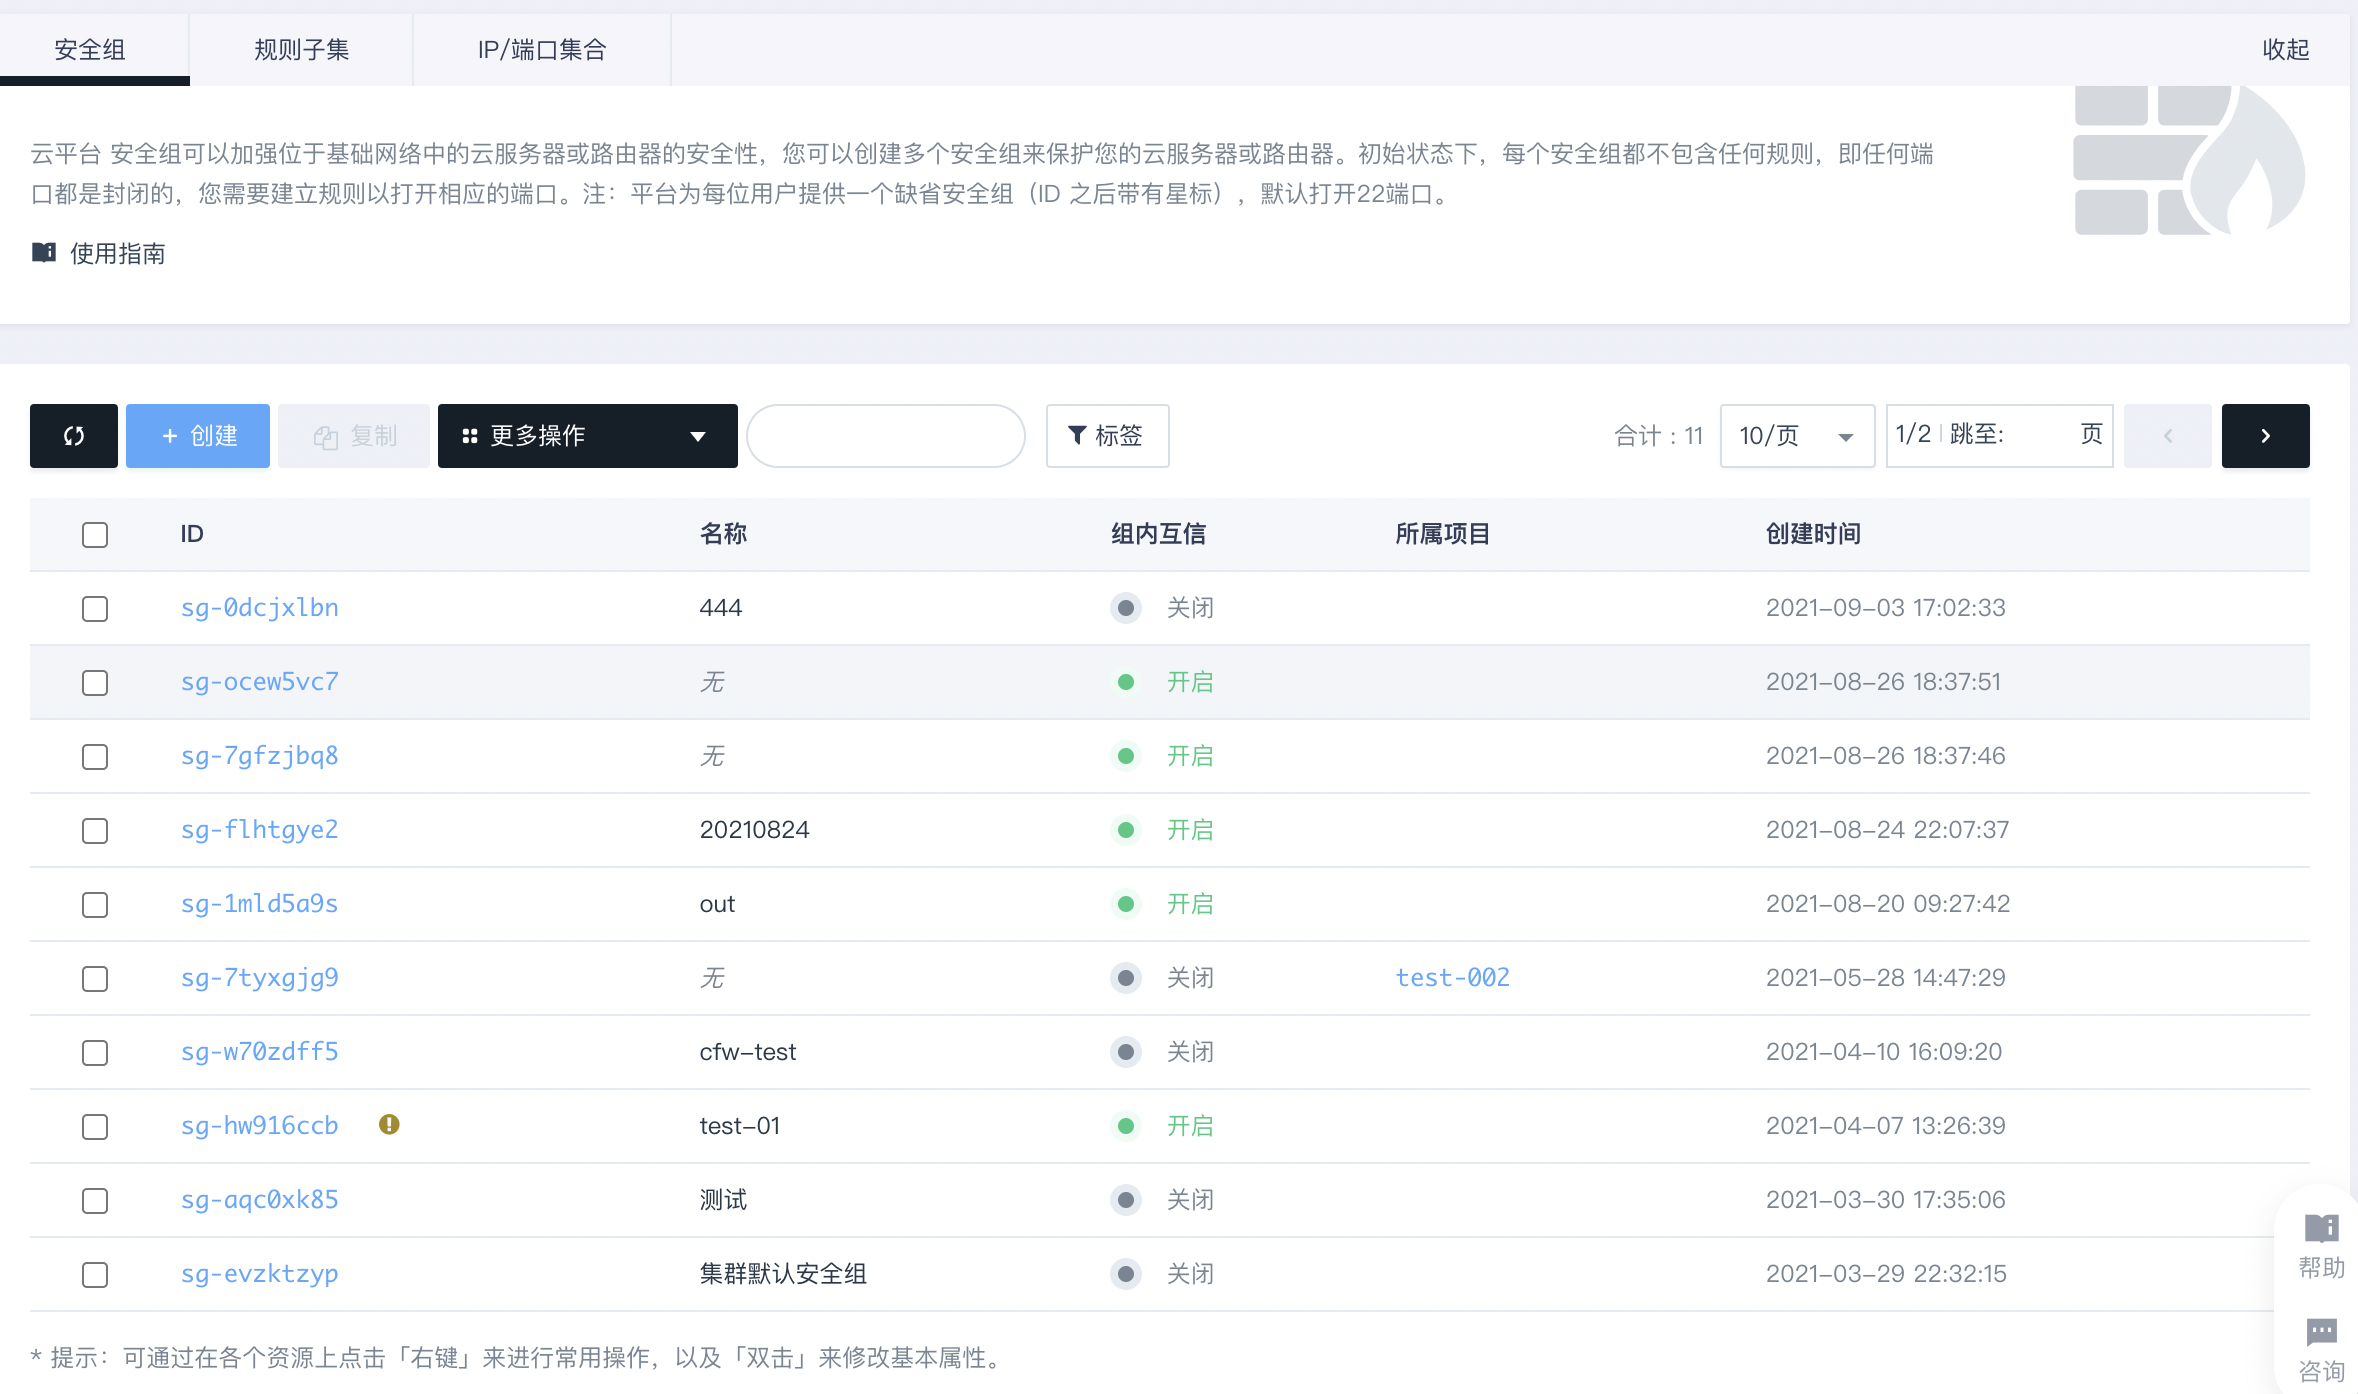 安全组 规则子集 IP/端口集合 收起
云平台 安全组可以加强位于基础网络中的云服务器或路由器的安全性，您可以创建多个安全组来保护您的云服务器或路由器。初始状态下，每个安全组都不包含任何规则，即任何端
口都是封闭的，您需要建立规则以打开相应的端口。注：平台为每位用户提供一个缺省安全组（ID 之后带有星标），默认打开22端口。
使用指南
+ 创建 复制 更多操作 标签 合计：11 10/页 1/2 跳至: 页
ID 名称 组内互信 所属项目 创建时间
sg-0dcjxlbn 444 关闭 2021-09-03 17:02:33
sg-ocew5vc7 无 开启 2021-08-26 18:37:51
sg-7gfzjbq8 无 开启 2021-08-26 18:37:46
sg-flhtgye2 20210824 开启 2021-08-24 22:07:37
sg-1mld5a9s out 开启 2021-08-20 09:27:42
sg-7tyxgjg9 无 关闭 test-002 2021-05-28 14:47:29
sg-w70zdff5 cfw-test 关闭 2021-04-10 16:09:20
sg-hw916ccb test-01 开启 2021-04-07 13:26:39
sg-aqc0xk85 测试 关闭 2021-03-30 17:35:06
sg-evzktzyp 集群默认安全组 关闭 2021-03-29 22:32:15
帮助
* 提示：可通过在各个资源上点击「右键」来进行常用操作，以及「双击」来修改基本属性。
咨询